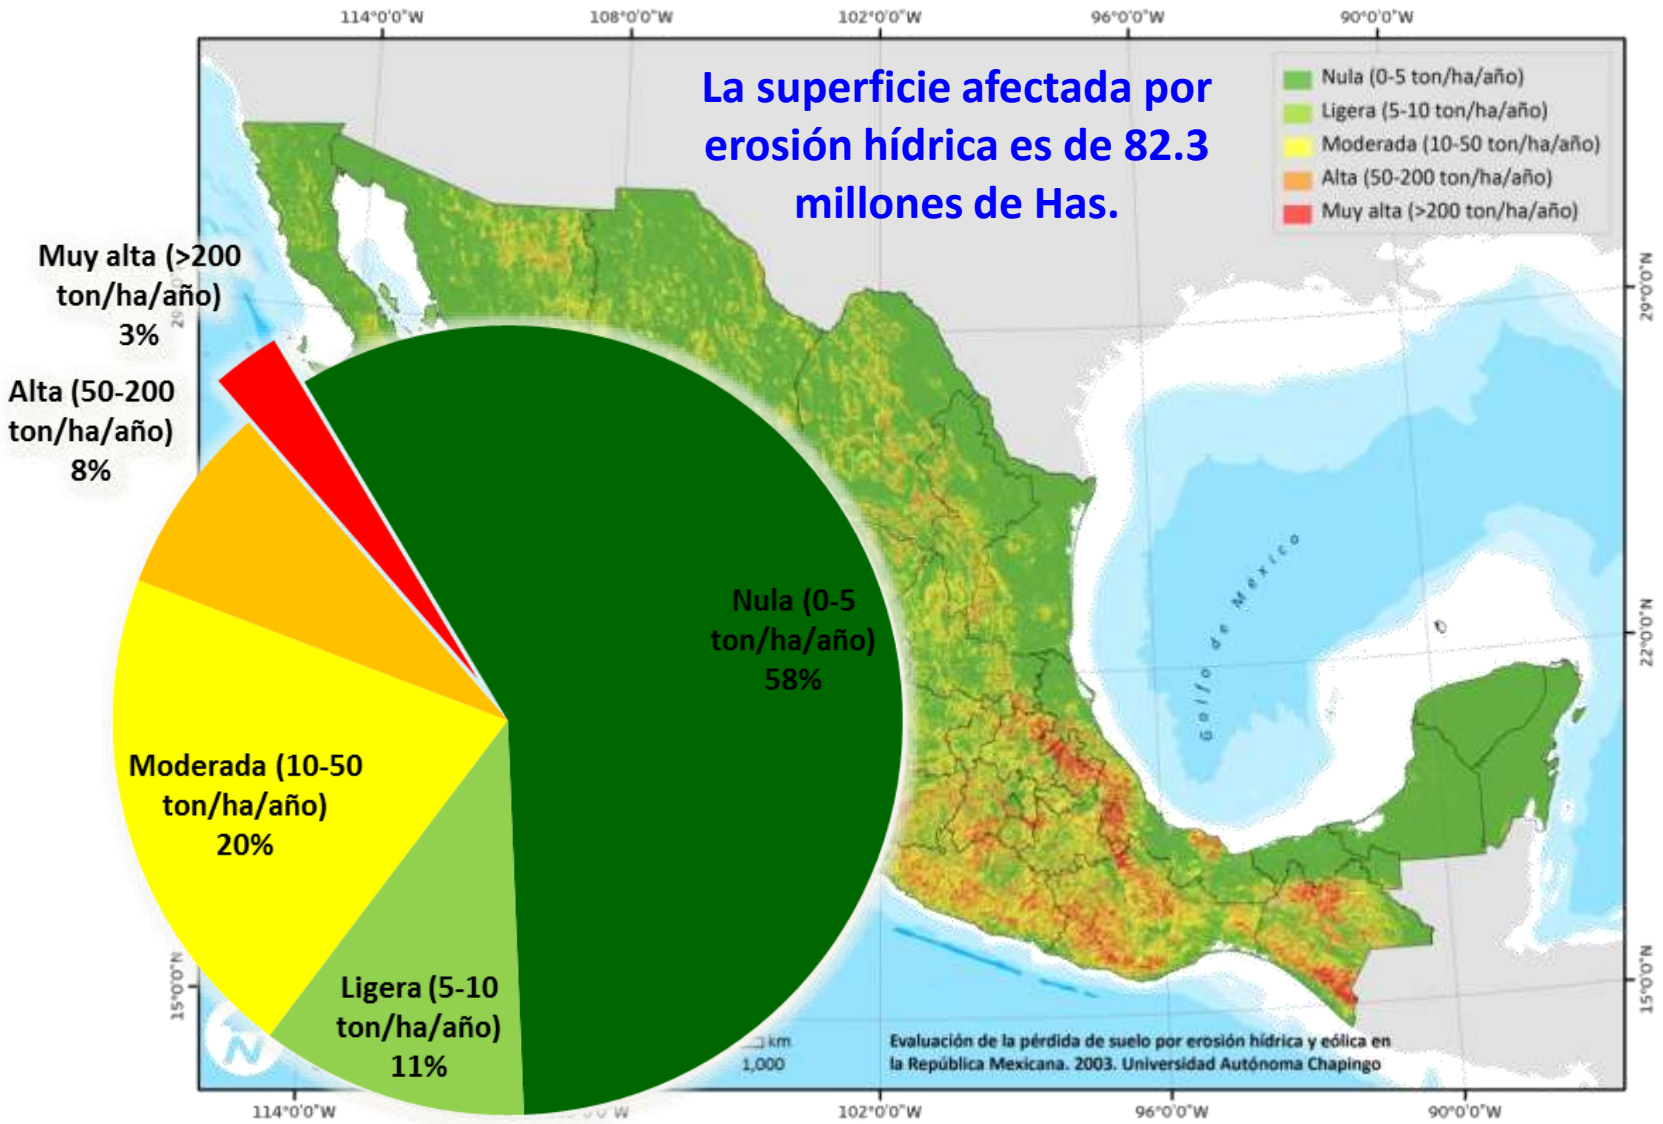 114°0'0"W
108°0'0"W
102°0'0"W
96°0'0"W
90°0'0"W
La superficie afectada por
erosión hídrica es de 82.3
millones de Has.
Nula (0-5 ton/ha/año)
Ligera (5-10 ton/ha/año)
Moderada (10-50 ton/ha/año)
Alta (50-200 ton/ha/año)
Muy alta (>200 ton/ha/año)
Muy alta (>200
ton/ha/año)
3%
29°0'0"N
Alta (50-200
ton/ha/año)
8%
Golfo de México
Nula (0-5
ton/ha/año)
58%
22°0'0"N
Moderada (10-50
ton/ha/año)
20%
Ligera (5-10
ton/ha/año)
11%
15°0'0"N
15°0'0"N
N
km
1,000
Evaluación de la pérdida de suelo por erosión hídrica y eólica en
la República Mexicana. 2003. Universidad Autónoma Chapingo
114°0'0"W
102°0'0"W
96°0'0"W
90°0'0"W